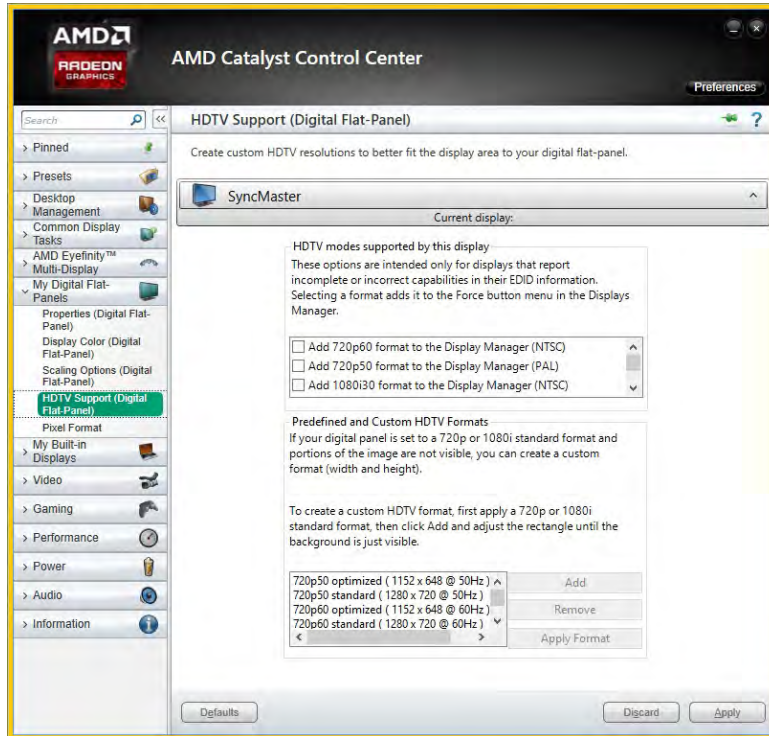 AMD
RADEON
GRAPHICS
AMD Catalyst Control Center
Preferences
Search
HDTV Support (Digital Flat-Panel)
Pinned
Presets
Desktop
Management
Common Display
Tasks
AMD Eyefinity™
Multi-Display
My Digital Flat-
Panels
Properties (Digital Flat-
Panel)
Display Color (Digital
Flat-Panel)
Scaling Options (Digital
Flat-Panel)
HDTV Support (Digital
Flat-Panel)
Pixel Format
My Built-in
Displays
Video
Gaming
Performance
Power
Audio
Information
Create custom HDTV resolutions to better fit the display area to your digital flat-panel.
SyncMaster
Current display:
HDTV modes supported by this display
These options are intended only for displays that report
incomplete or incorrect capabilities in their EDID information.
Selecting a format adds it to the Force button menu in the Displays
Manager.
Add 720p60 format to the Display Manager (NTSC)
Add 720p50 format to the Display Manager (PAL)
Add 1080i30 format to the Display Manager (NTSC)
Predefined and Custom HDTV Formats
If your digital panel is set to a 720p or 1080i standard format and
portions of the image are not visible, you can create a custom
format (width and height).
To create a custom HDTV format, first apply a 720p or 1080i
standard format, then click Add and adjust the rectangle until the
background is just visible.
720p50 optimized ( 1152 x 648 @ 50Hz )
720p50 standard ( 1280 x 720 @ 50Hz )
720p60 optimized ( 1152 x 648 @ 60Hz )
720p60 standard ( 1280 x 720 @ 60Hz )
Add
Remove
Apply Format
Defaults
Discard
Apply